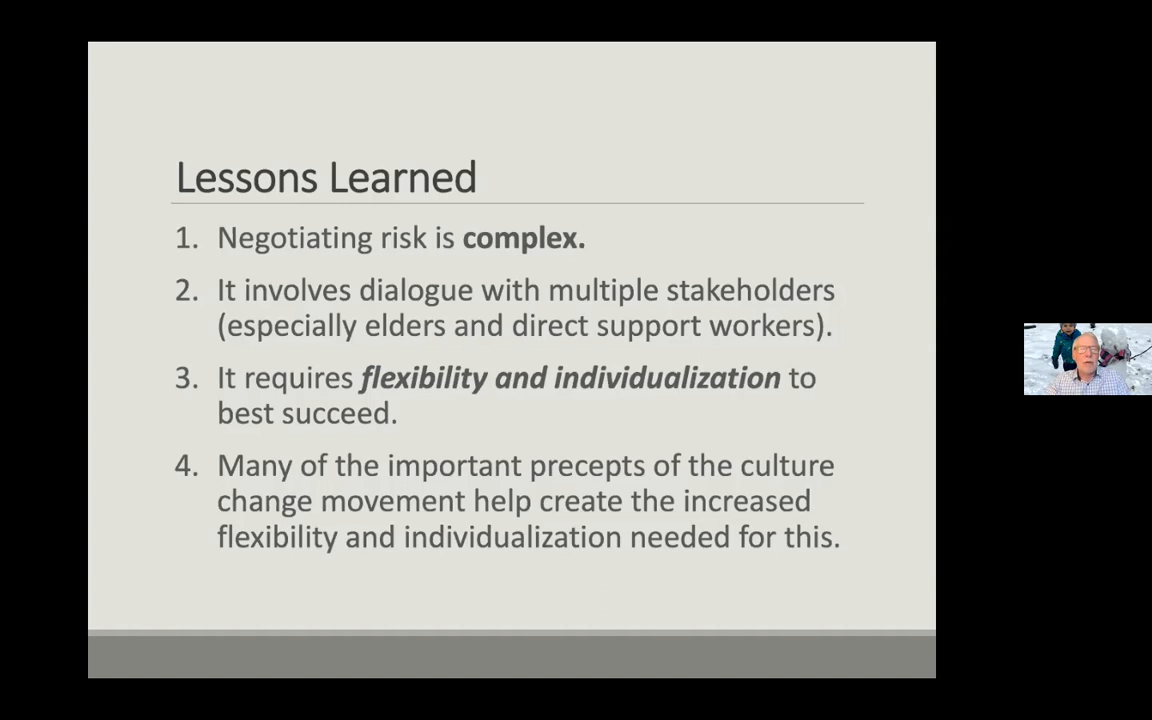 Lessons Learned
1. Negotiating risk is complex.
2. It involves dialogue with multiple stakeholders
(especially elders and direct support workers).
3. It requires flexibility and individualization to
best succeed.
4. Many of the important precepts of the culture
change movement help create the increased
flexibility and individualization needed for this.